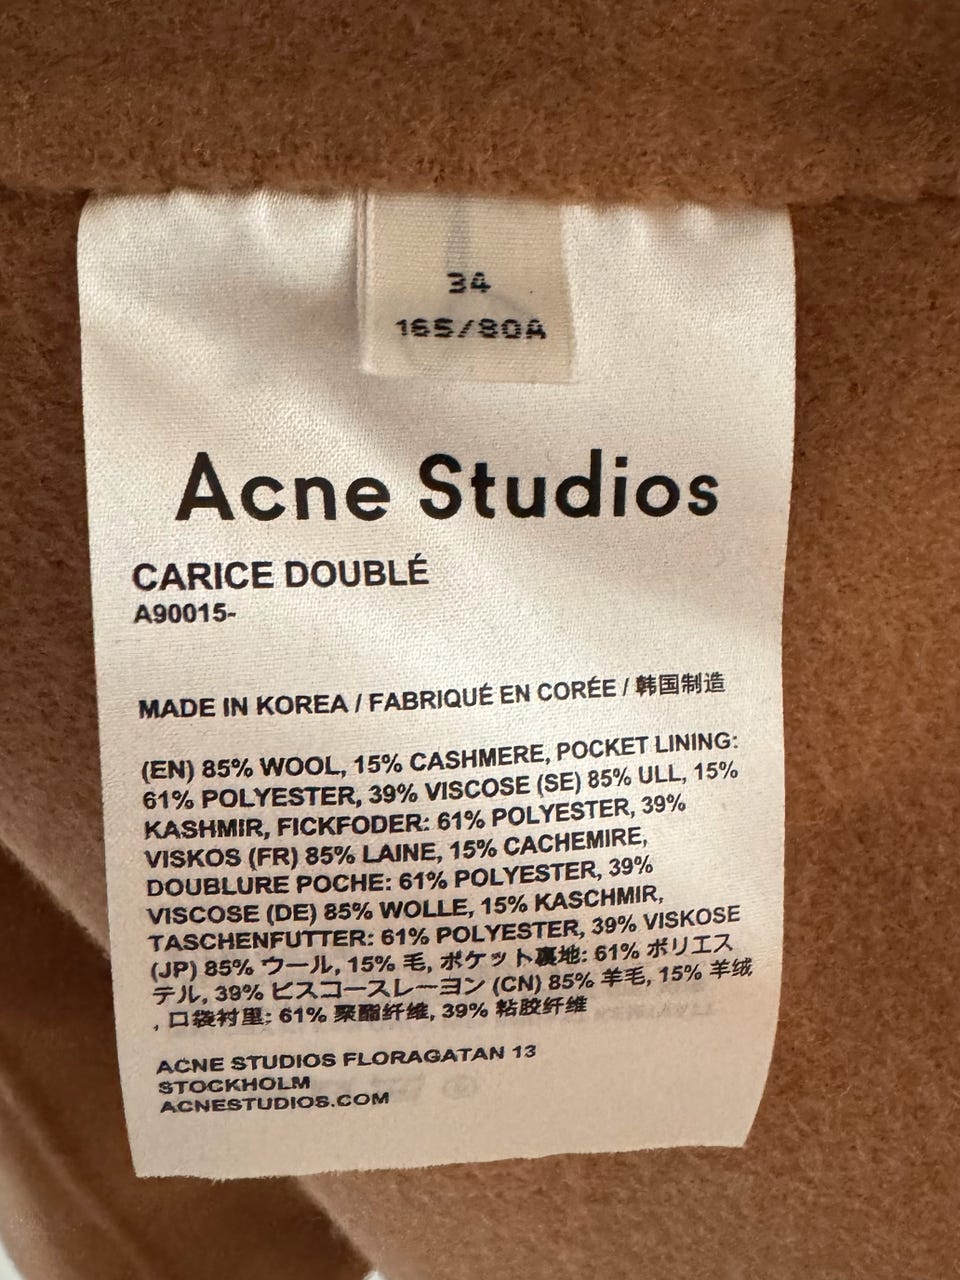 34
165/80A
Acne Studios
CARICE DOUBLÉ
A90015-
MADE IN KOREA / FABRIQUÉ EN CORÉE / 韩国制造
(EN) 85% WOOL, 15% CASHMERE, POCKET LINING:
61% POLYESTER, 39% VISCOSE (SE) 85% ULL, 15%
KASHMIR, FICKFODER: 61% POLYESTER, 39%
VISKOS (FR) 85% LAINE, 15% CACHEMIRE,
DOUBLURE POCHE: 61% POLYESTER, 39%
VISCOSE (DE) 85% WOLLE, 15% KASCHMIR,
TASCHENFUTTER: 61% POLYESTER, 39% VISKOSE
(JP) 85% ウール, 15% 毛, ポケット裏地: 61% ポリエス
テル, 39% ビスコースレーヨン (CN) 85% 羊毛, 15% 羊绒
, 口袋衬里: 61% 聚酯纤维, 39% 粘胶纤维
ACNE STUDIOS FLORAGATAN 13
STOCKHOLM
ACNESTUDIOS.COM